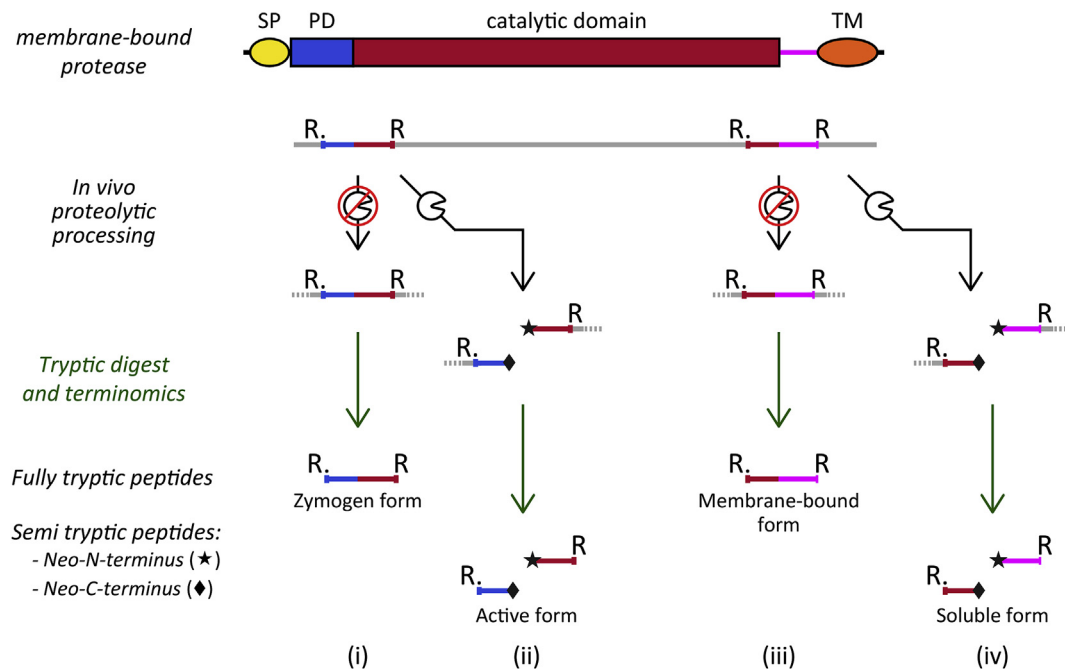 SP PD catalytic domain TM
membrane-bound
protease
R. R R. R
In vivo
proteolytic
processing
R. R R. R
R R
R. R.
Tryptic digest
and terminomics
Fully tryptic peptides
R. R R. R
Zymogen form Membrane-bound
form
Semi tryptic peptides:
- Neo-N-terminus (★) R R
- Neo-C-terminus (♦) R. R.
Active form Soluble form
(i) (ii) (iii) (iv)